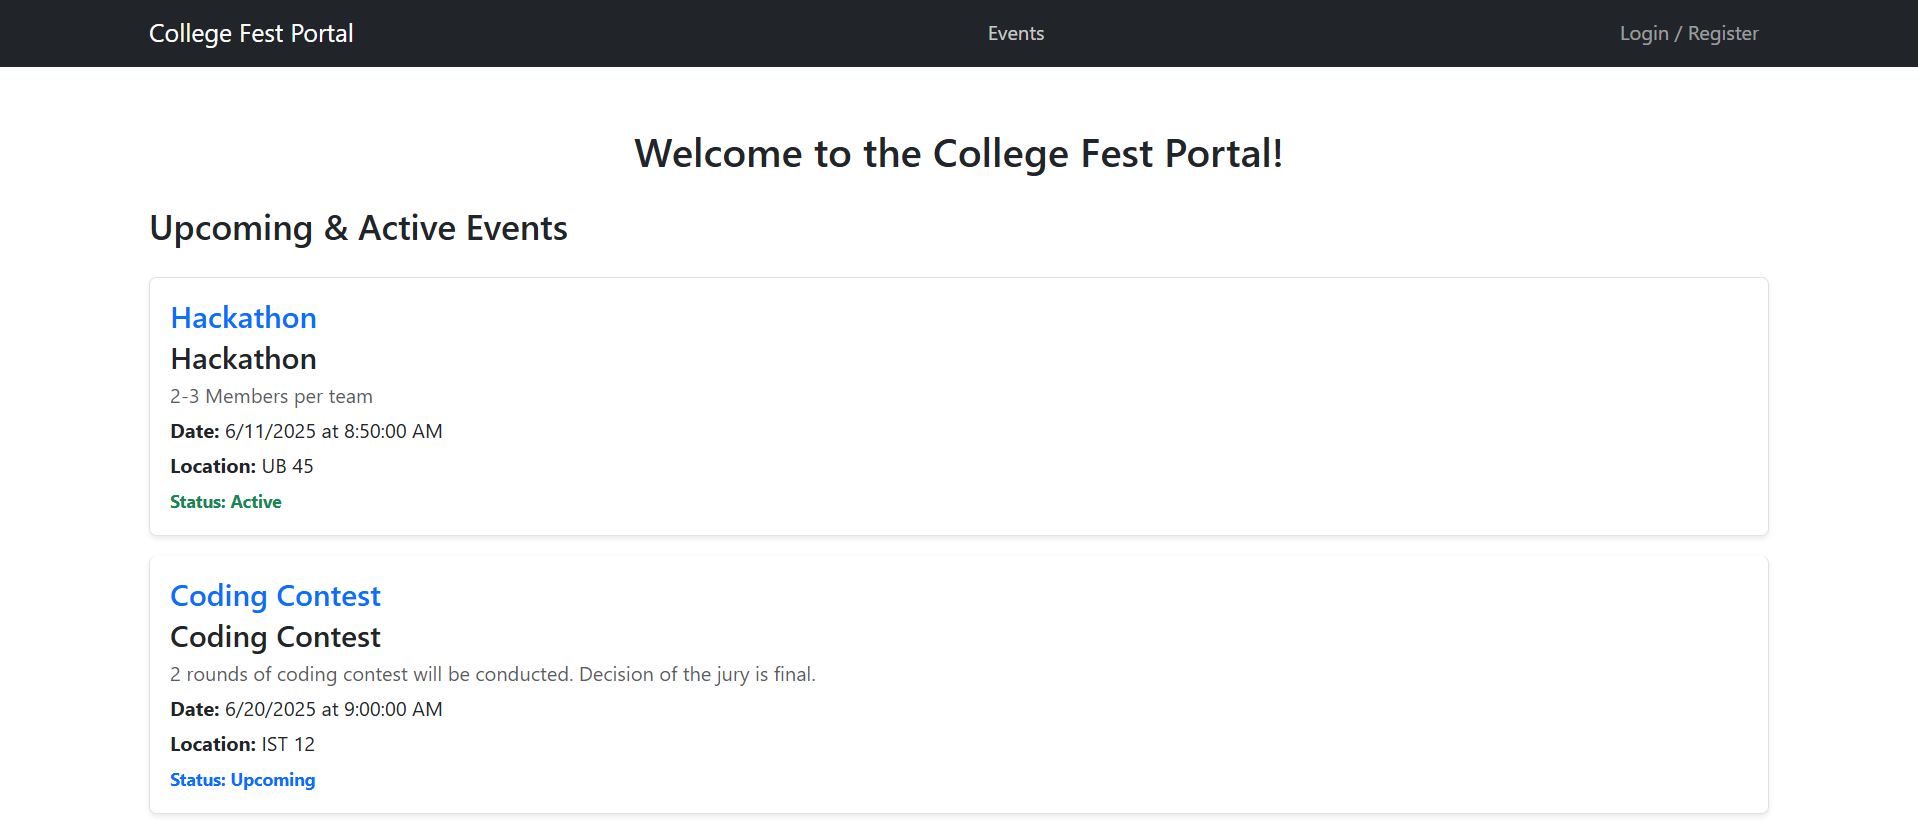 College Fest Portal Events Login / Register
Welcome to the College Fest Portal!
Upcoming & Active Events
Hackathon
Hackathon
2-3 Members per team
Date: 6/11/2025 at 8:50:00 AM
Location: UB 45
Status: Active
Coding Contest
Coding Contest
2 rounds of coding contest will be conducted. Decision of the jury is final.
Date: 6/20/2025 at 9:00:00 AM
Location: IST 12
Status: Upcoming